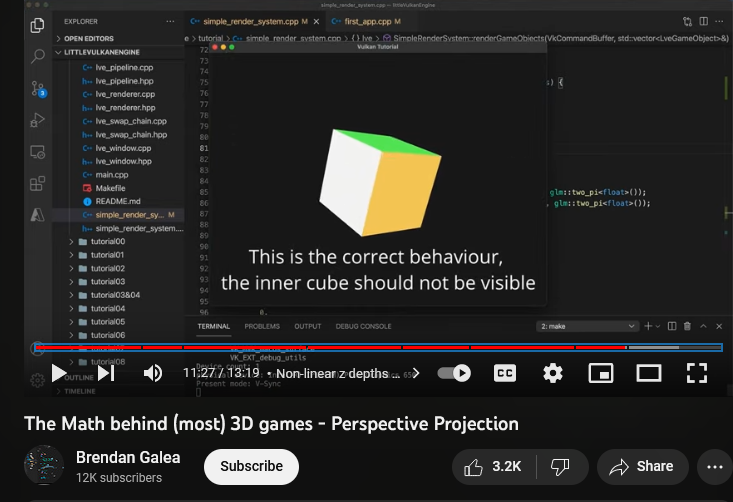 simple_render_system.cpp — littleVulkanEngine
EXPLORER
simple_render_system.cpp M
first_app.cpp M
OPEN EDITORS
e > tutorial > simple_render_system.cpp > {} lve > SimpleRenderSystem::renderGameObjects(VkCommandBuffer, std::vector<LveGameObject>&)
LITTLEVULKANENGINE
Vulkan Tutorial
lve_pipeline.cpp
lve_pipeline.hpp
lve_renderer.cpp
lve_renderer.hpp
lve_swap_chain.cpp
lve_swap_chain.hpp
lve_window.cpp
lve_window.hpp
main.cpp
Makefile
README.md
simple_render_sy... M
simple_render_system....
tutorial00
tutorial01
tutorial02
tutorial03
tutorial03&04
tutorial04
tutorial05
tutorial06
tutorial08
OUTLINE
TIMELINE
3
72
73
74
75
76
77
78
79
80
81
82
83
84
85
86
87
88
89
90
91
92
93
94
95
96
s) {
glm::two_pi<float>());
, glm::two_pi<float>());
0,
This is the correct behaviour,
the inner cube should not be visible
TERMINAL PROBLEMS OUTPUT DEBUG CONSOLE
2: make
VK_EXT_debug_utils
Device count: 1
Present mode: V-Sync
11:27 / 13:19 • Non-linear z depths ...
CC
The Math behind (most) 3D games - Perspective Projection
Brendan Galea
12K subscribers
Subscribe
3.2K
Share